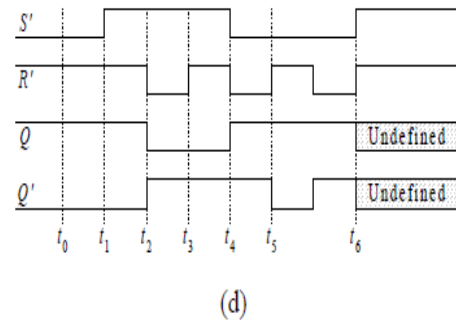 S'
R'
Q Undefined
Q' Undefined
t0 t1 t2 t3 t4 t5 t6
(d)